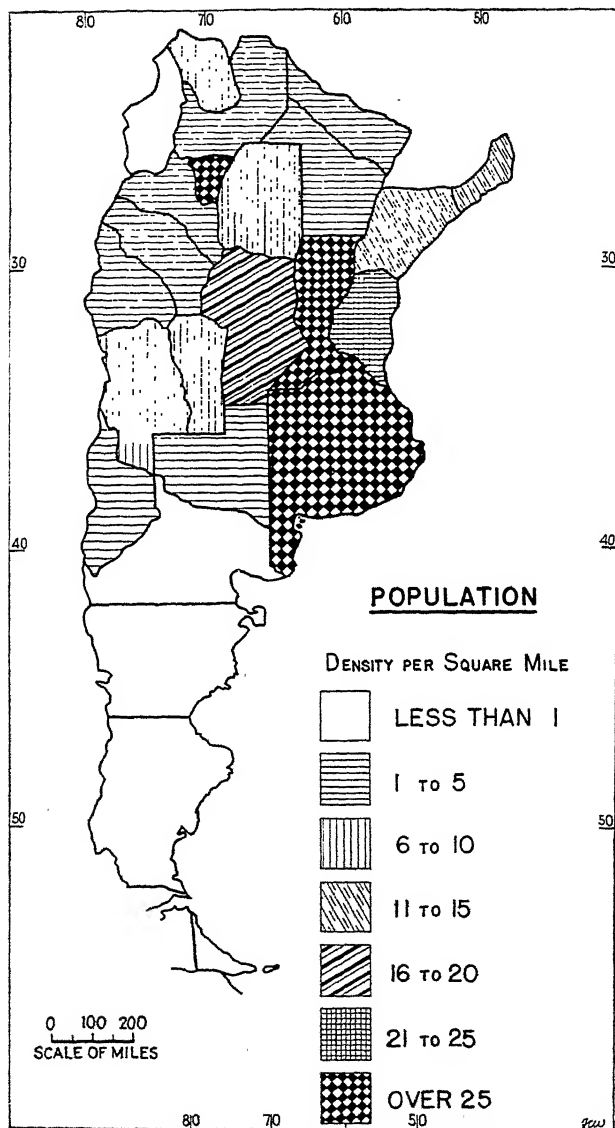 80 70 60 50
30 30
40 40
POPULATION
DENSITY PER SQUARE MILE
LESS THAN 1
1 TO 5
6 TO 10
50 50
11 TO 15
16 TO 20
0 100 200
SCALE OF MILES
21 TO 25
OVER 25
80 70 50